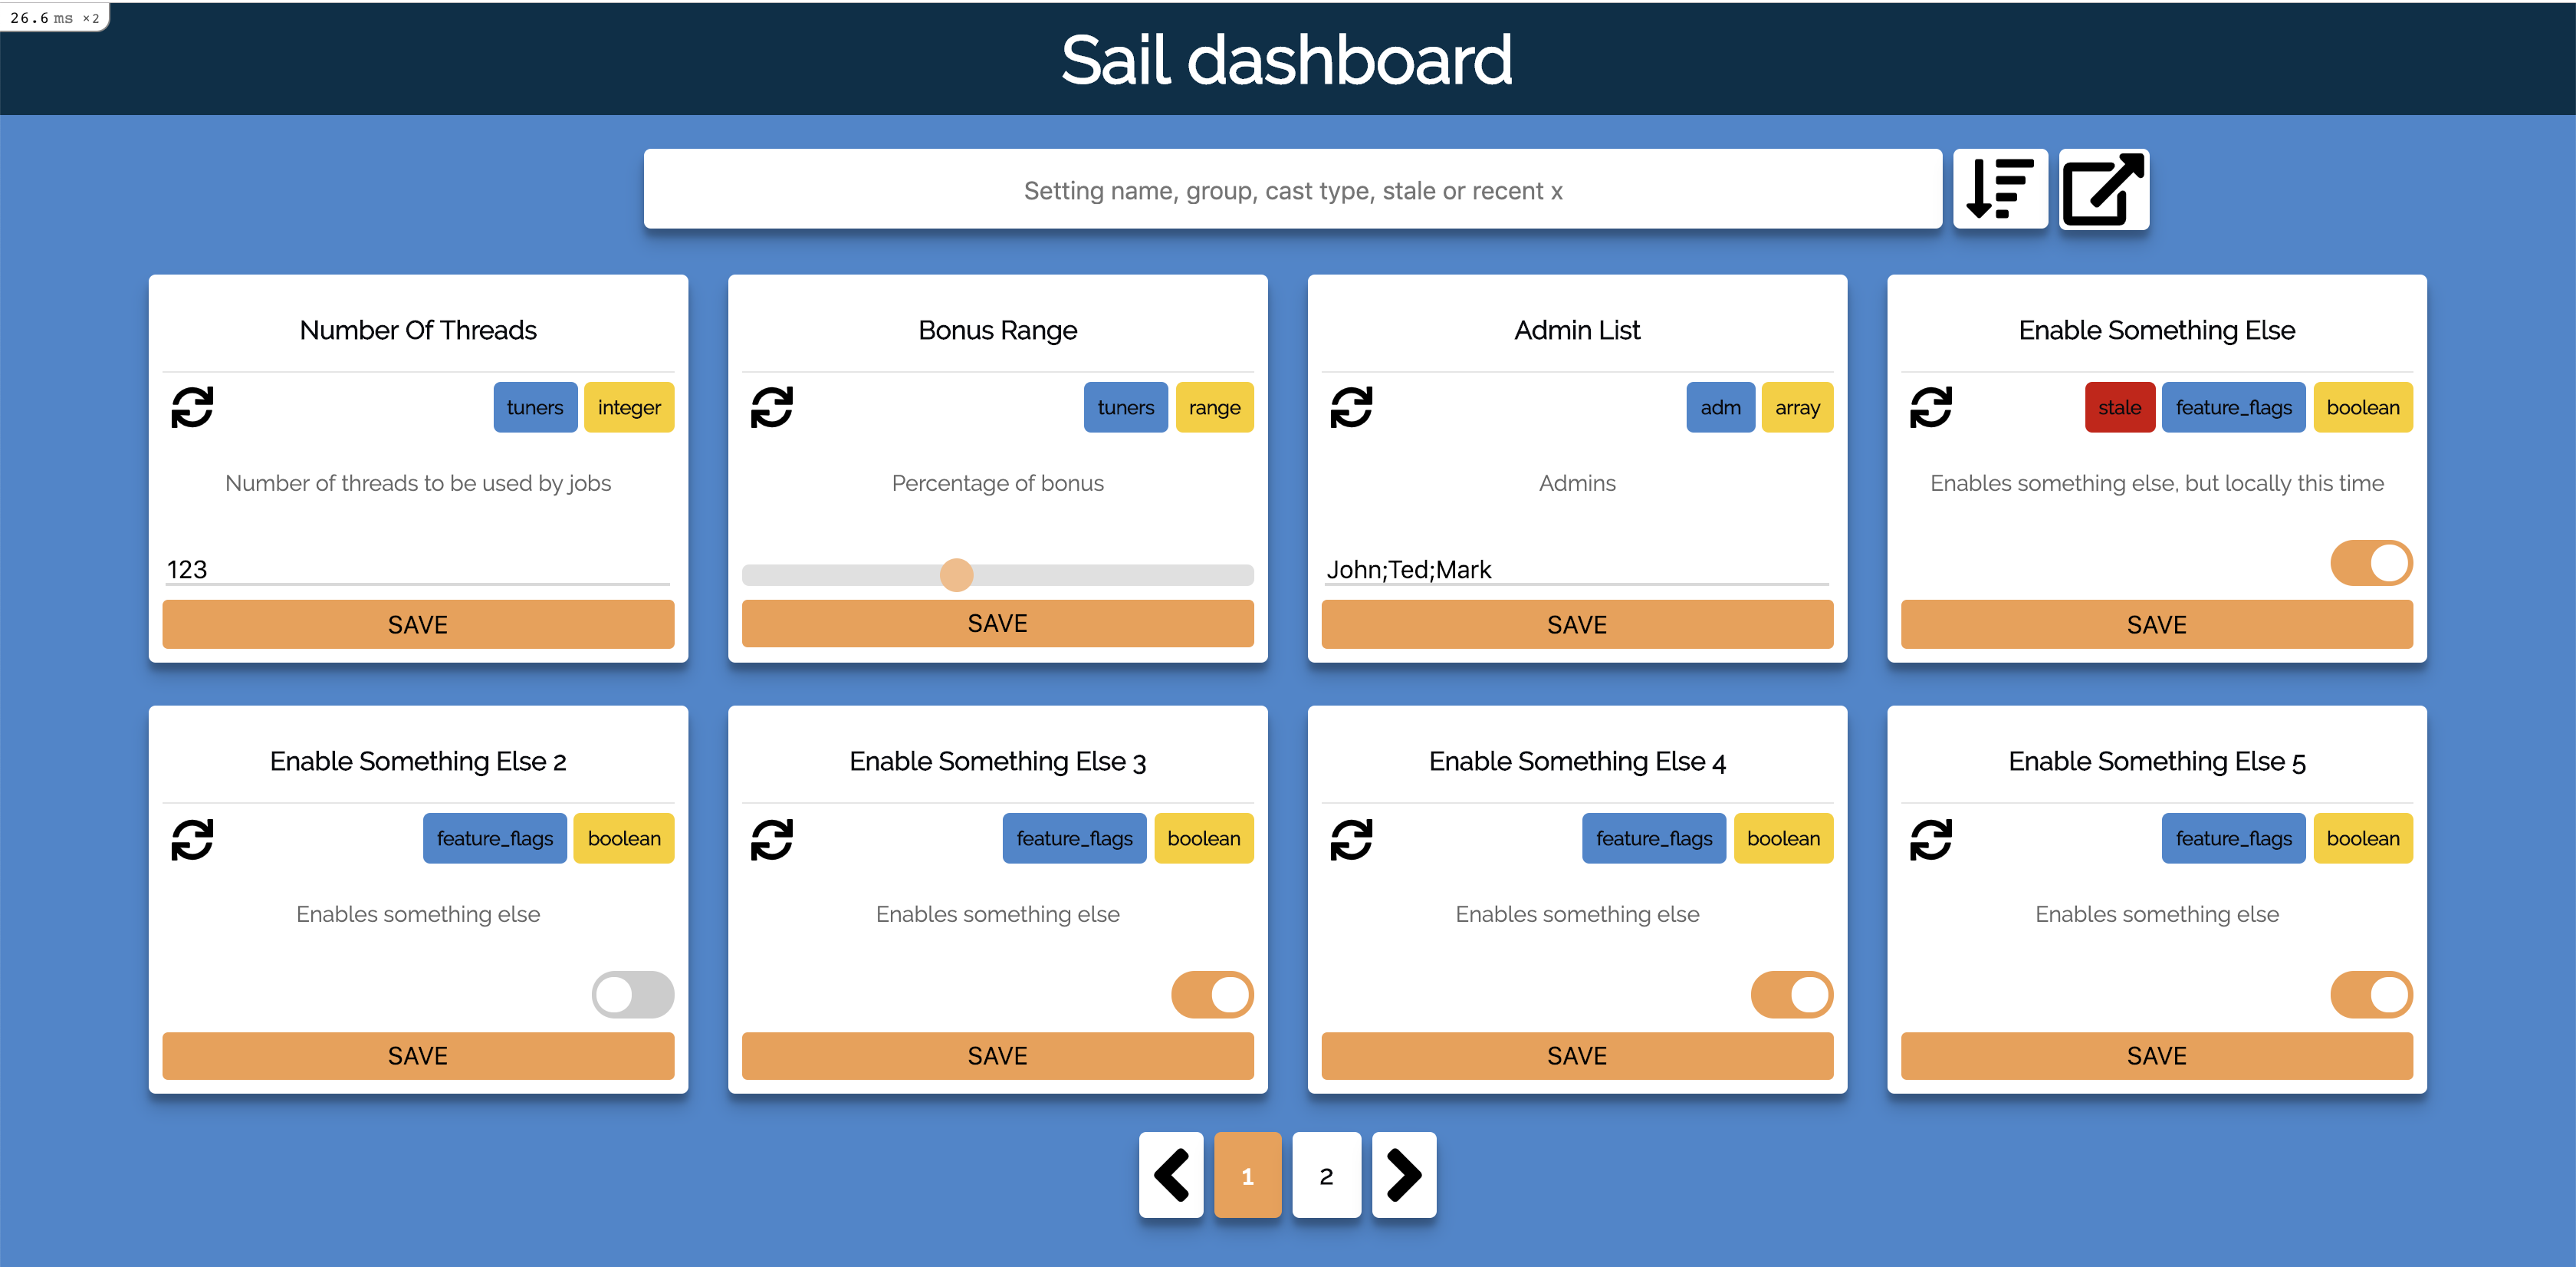 26.6 ms ×2
Sail dashboard
Setting name, group, cast type, stale or recent x
Number Of Threads
tuners integer
Number of threads to be used by jobs
123
SAVE
Bonus Range
tuners range
Percentage of bonus
SAVE
Admin List
adm array
Admins
John;Ted;Mark
SAVE
Enable Something Else
stale feature_flags boolean
Enables something else, but locally this time
SAVE
Enable Something Else 2
feature_flags boolean
Enables something else
SAVE
Enable Something Else 3
feature_flags boolean
Enables something else
SAVE
Enable Something Else 4
feature_flags boolean
Enables something else
SAVE
Enable Something Else 5
feature_flags boolean
Enables something else
SAVE
1 2